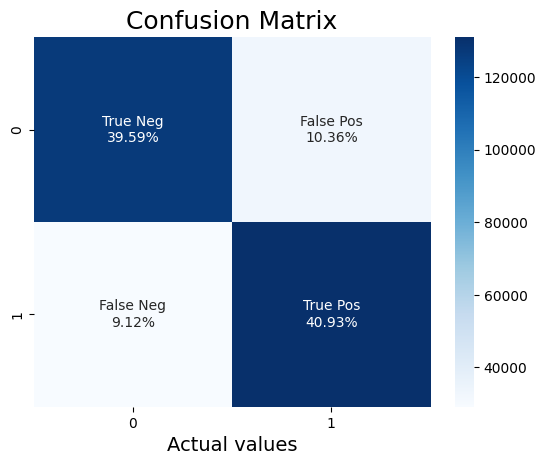 Confusion Matrix
True Neg
39.59%
False Pos
10.36%
0
False Neg
9.12%
True Pos
40.93%
1
0
1
Actual values
120000
100000
80000
60000
40000